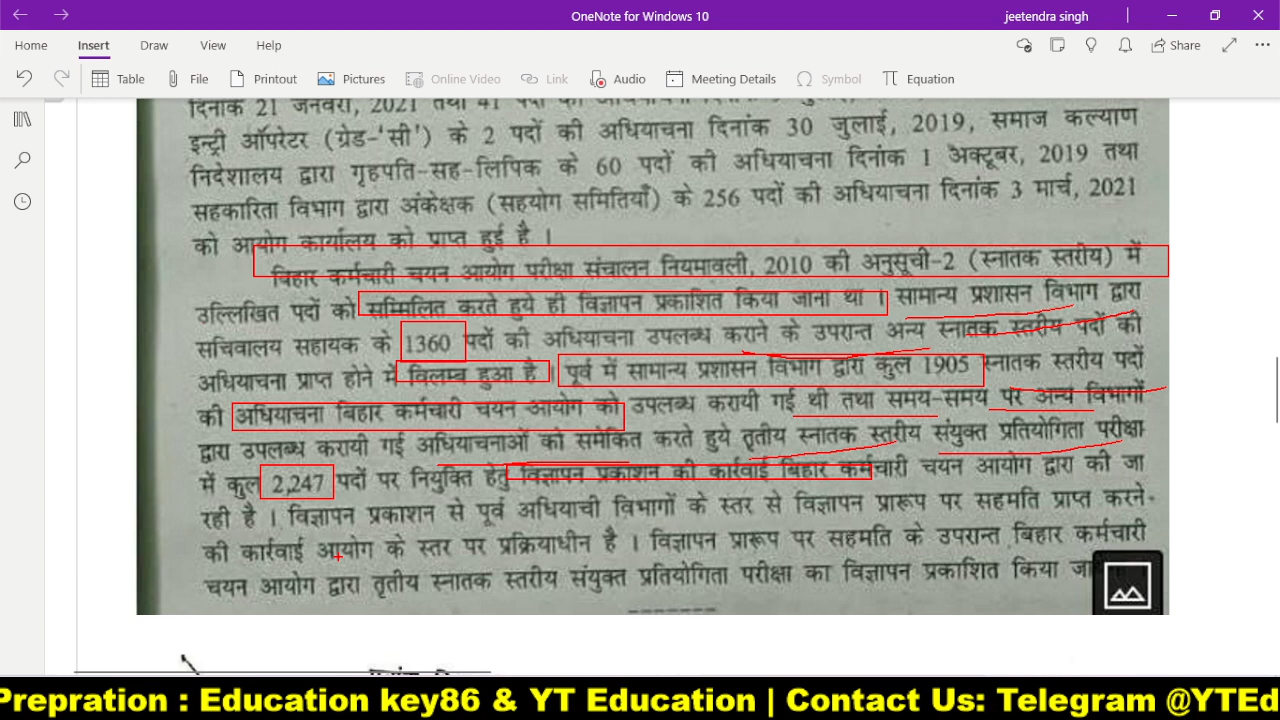 OneNote for Windows 10
jeetendra singh
Home Insert Draw View Help
Share
Table File Printout Pictures Online Video Link Audio Meeting Details Symbol Equation
दिनांक 21 जनवरी, 2021 तथा 41 पदों की
इन्ट्री ऑपरेटर (ग्रेड-'सी') के 2 पदों की अधियाचना दिनांक 30 जुलाई, 2019, समाज कल्याण
निदेशालय द्वारा गृहपति-सह-लिपिक के 60 पदों की अधियाचना दिनांक 1 अक्टूबर, 2019 तथा
सहकारिता विभाग द्वारा अंकेक्षक (सहयोग समितियाँ) के 256 पदों की अधियाचना दिनांक 3 मार्च, 2021
को आयोग कार्यालय को प्राप्त हुई है ।
बिहार कर्मचारी चयन आयोग परीक्षा संचालन नियमावली, 2010 की अनुसूची-2 (स्नातक स्तरीय) में
उल्लिखित पदों को सम्मिलित करते हुये ही विज्ञापन प्रकाशित किया जाना था । सामान्य प्रशासन विभाग द्वारा
सचिवालय सहायक के 1360 पदों की अधियाचना उपलब्ध कराने के उपरान्त अन्य स्नातक स्तरीय पदों की
अधियाचना प्राप्त होने में विलम्ब हुआ है । पूर्व में सामान्य प्रशासन विभाग द्वारा कुल 1905 स्नातक स्तरीय पदों
की अधियाचना बिहार कर्मचारी चयन आयोग को उपलब्ध करायी गई थी तथा समय-समय पर अन्य विभागों
द्वारा उपलब्ध करायी गई अधियाचनाओं को समेकित करते हुये तृतीय स्नातक स्तरीय संयुक्त प्रतियोगिता परीक्षा
में कुल 2,247 पदों पर नियुक्ति हेतु विज्ञापन प्रकाशन की कार्रवाई बिहार कर्मचारी चयन आयोग द्वारा की जा
रही है । विज्ञापन प्रकाशन से पूर्व अधियाची विभागों के स्तर से विज्ञापन प्रारूप पर सहमति प्राप्त करने
की कार्रवाई आयोग के स्तर पर प्रक्रियाधीन है । विज्ञापन प्रारूप पर सहमति के उपरान्त बिहार कर्मचारी
चयन आयोग द्वारा तृतीय स्नातक स्तरीय संयुक्त प्रतियोगिता परीक्षा का विज्ञापन प्रकाशित किया
Prepration : Education key86 & YT Education | Contact Us: Telegram @YTEd